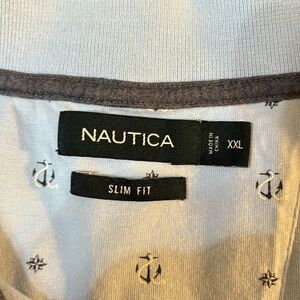 NAUTICA
MADE IN
CHINA
XXL
SLIM FIT